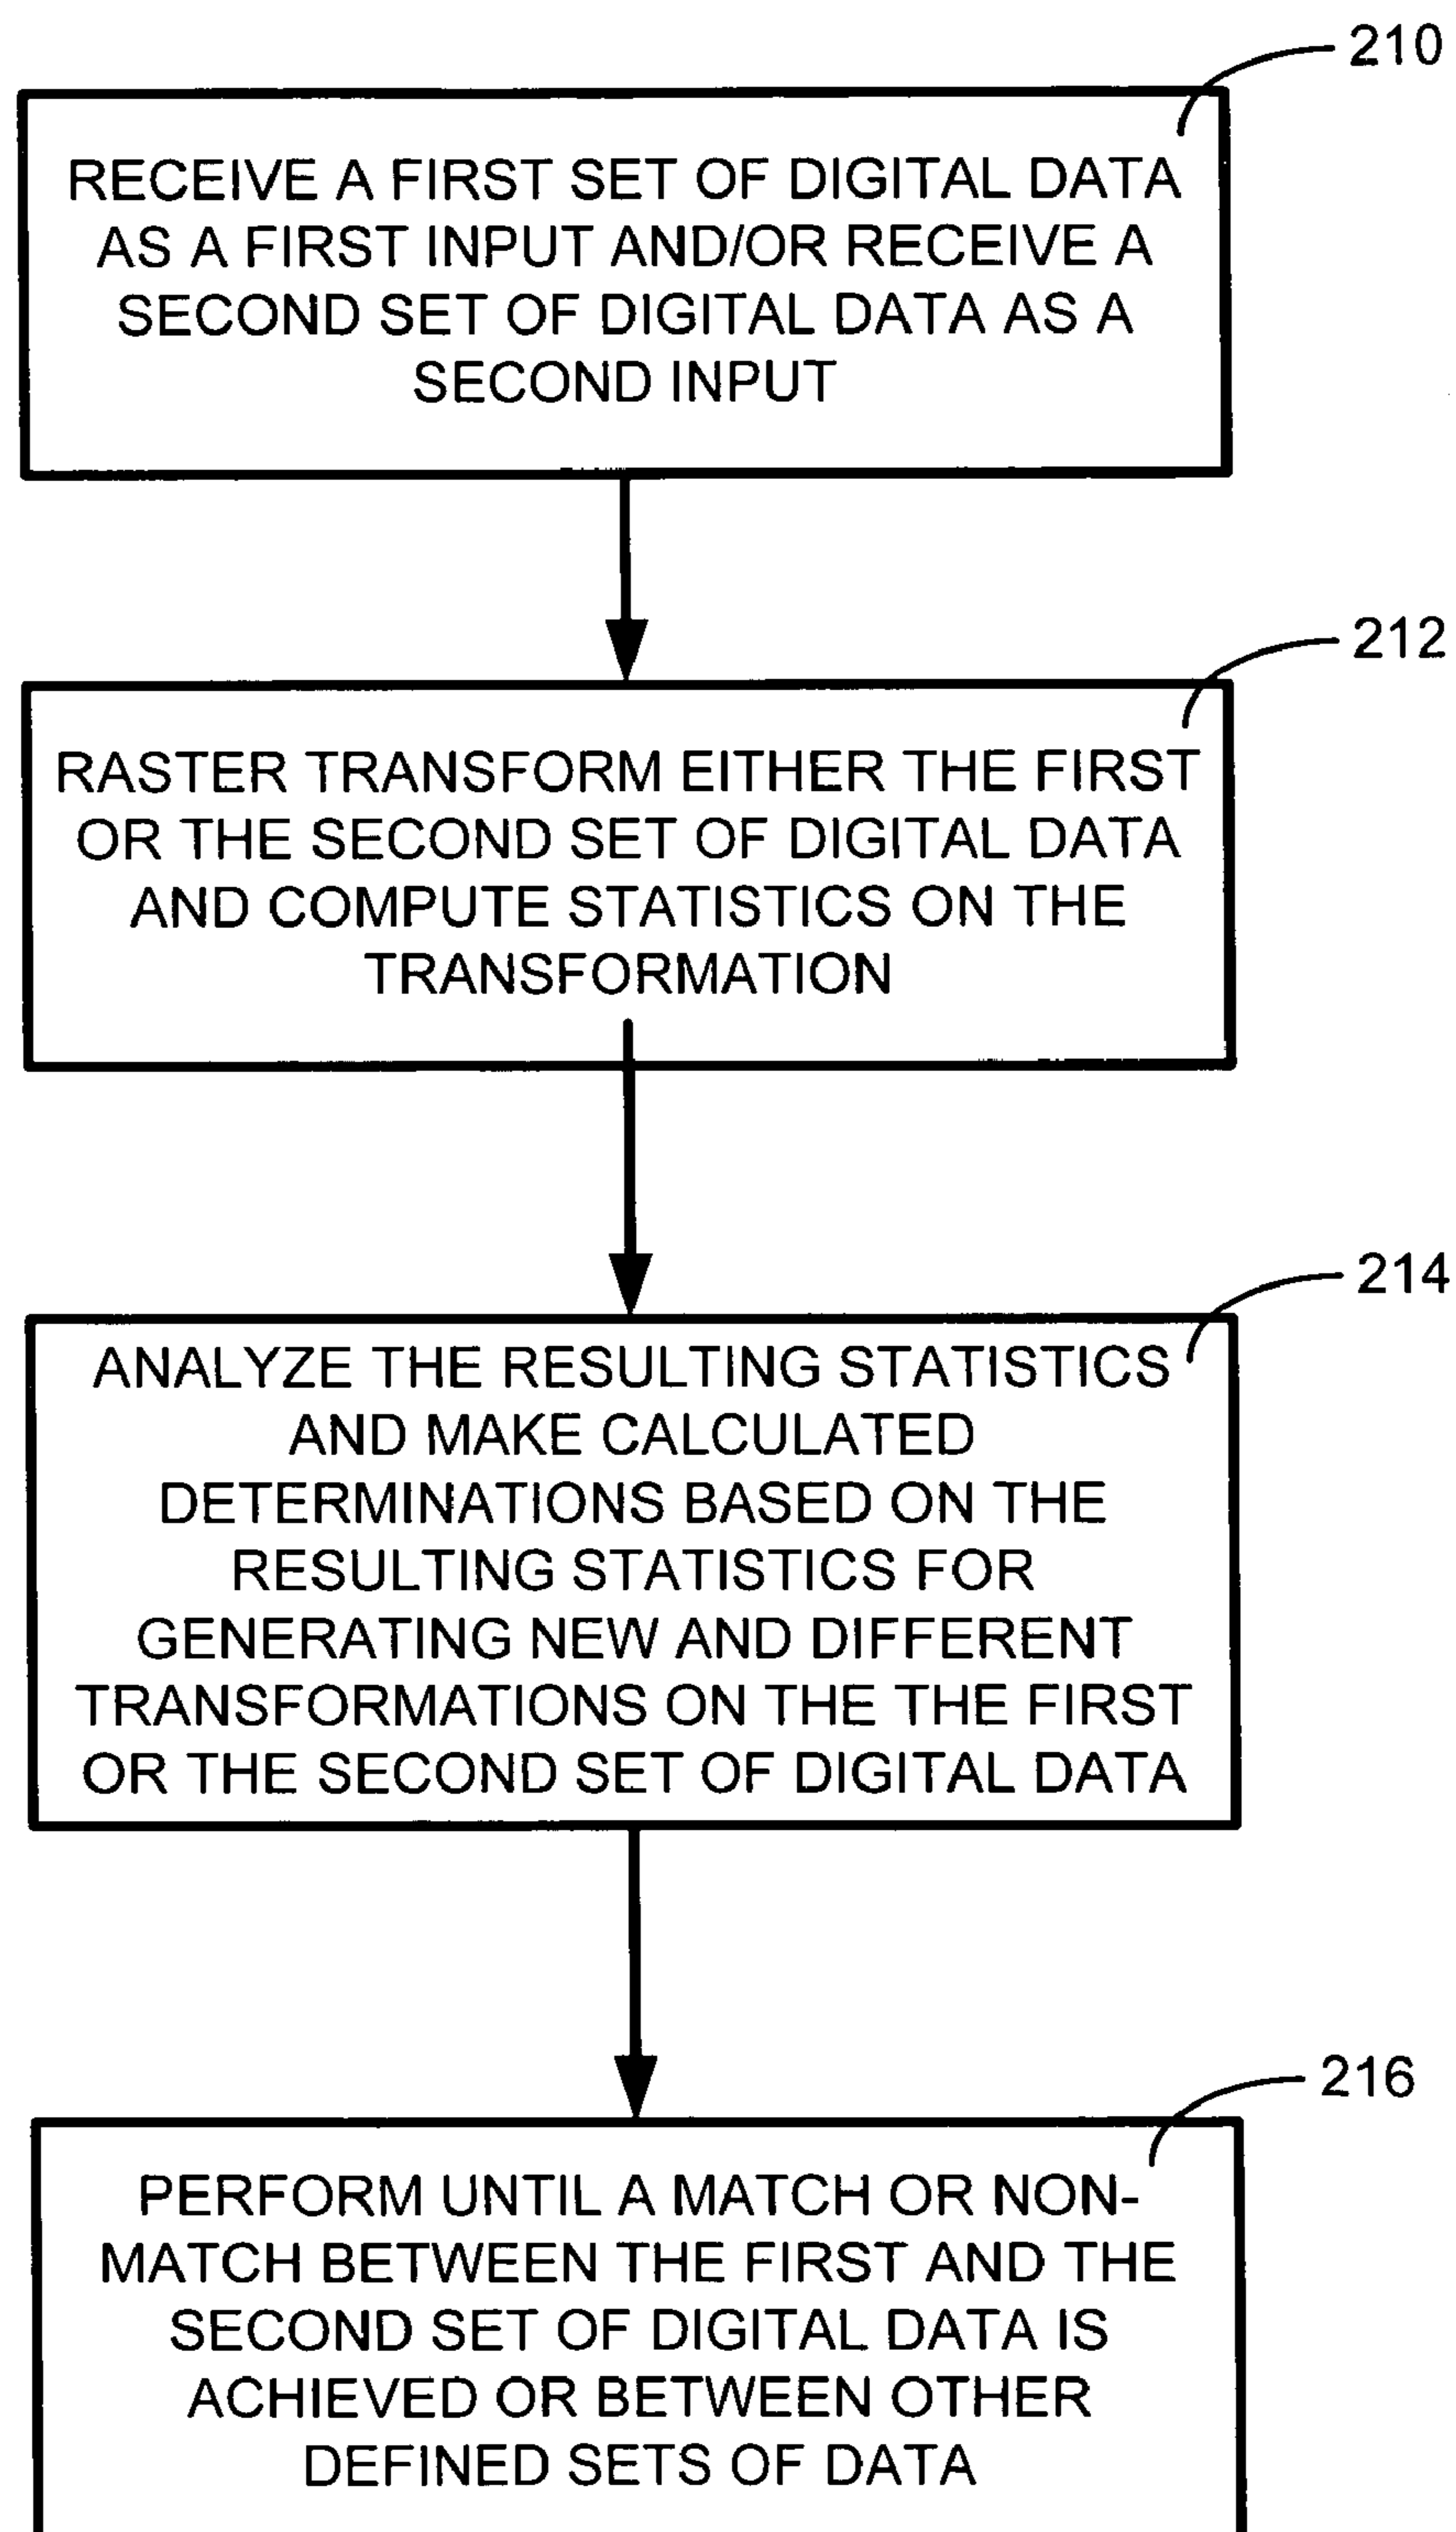 210
RECEIVE A FIRST SET OF DIGITAL DATA
AS A FIRST INPUT AND/OR RECEIVE A
SECOND SET OF DIGITAL DATA AS A
SECOND INPUT
212
RASTER TRANSFORM EITHER THE FIRST
OR THE SECOND SET OF DIGITAL DATA
AND COMPUTE STATISTICS ON THE
TRANSFORMATION
214
ANALYZE THE RESULTING STATISTICS
AND MAKE CALCULATED
DETERMINATIONS BASED ON THE
RESULTING STATISTICS FOR
GENERATING NEW AND DIFFERENT
TRANSFORMATIONS ON THE THE FIRST
OR THE SECOND SET OF DIGITAL DATA
216
PERFORM UNTIL A MATCH OR NON-
MATCH BETWEEN THE FIRST AND THE
SECOND SET OF DIGITAL DATA IS
ACHIEVED OR BETWEEN OTHER
DEFINED SETS OF DATA